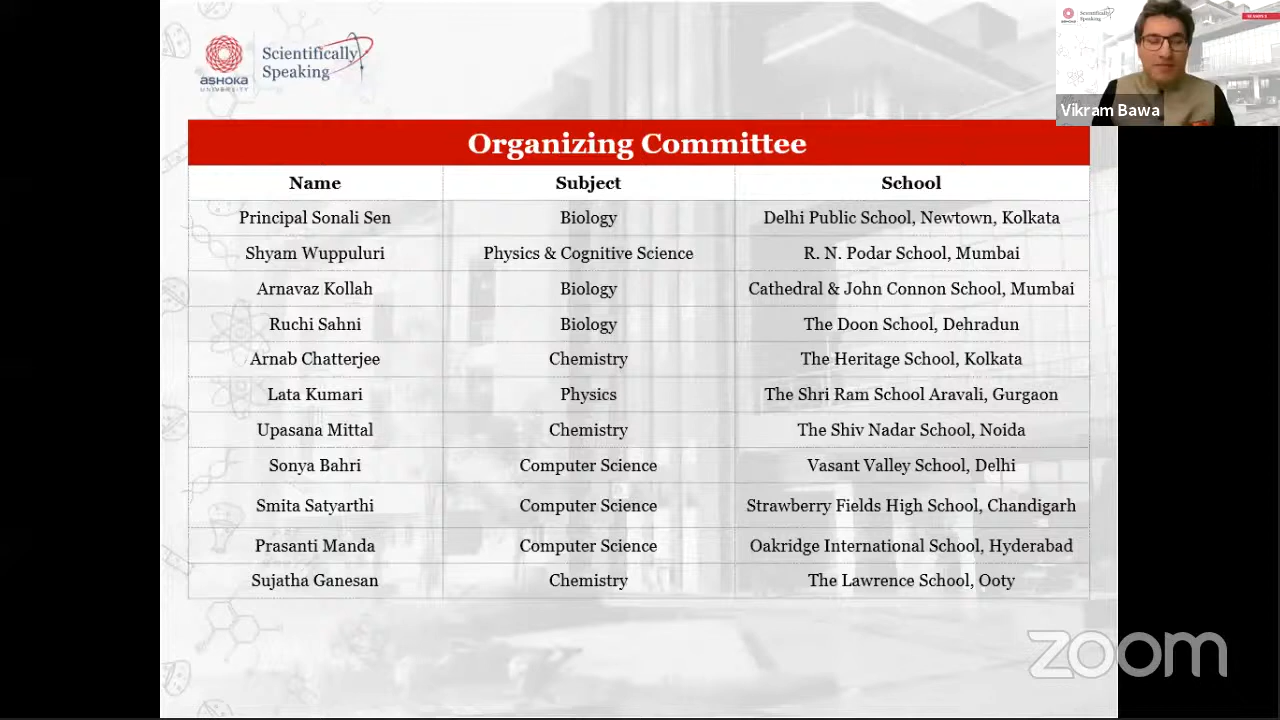 ASHOKA
UNIVERSITY
Scientifically
Speaking
Scientifically
Speaking
Vikram Bawa
Organizing Committee
Name Subject School
Principal Sonali Sen Biology Delhi Public School, Newtown, Kolkata
Shyam Wuppuluri Physics & Cognitive Science R. N. Podar School, Mumbai
Arnavaz Kollah Biology Cathedral & John Connon School, Mumbai
Ruchi Sahni Biology The Doon School, Dehradun
Arnab Chatterjee Chemistry The Heritage School, Kolkata
Lata Kumari Physics The Shri Ram School Aravali, Gurgaon
Upasana Mittal Chemistry The Shiv Nadar School, Noida
Sonya Bahri Computer Science Vasant Valley School, Delhi
Smita Satyarthi Computer Science Strawberry Fields High School, Chandigarh
Prasanti Manda Computer Science Oakridge International School, Hyderabad
Sujatha Ganesan Chemistry The Lawrence School, Ooty
zoom